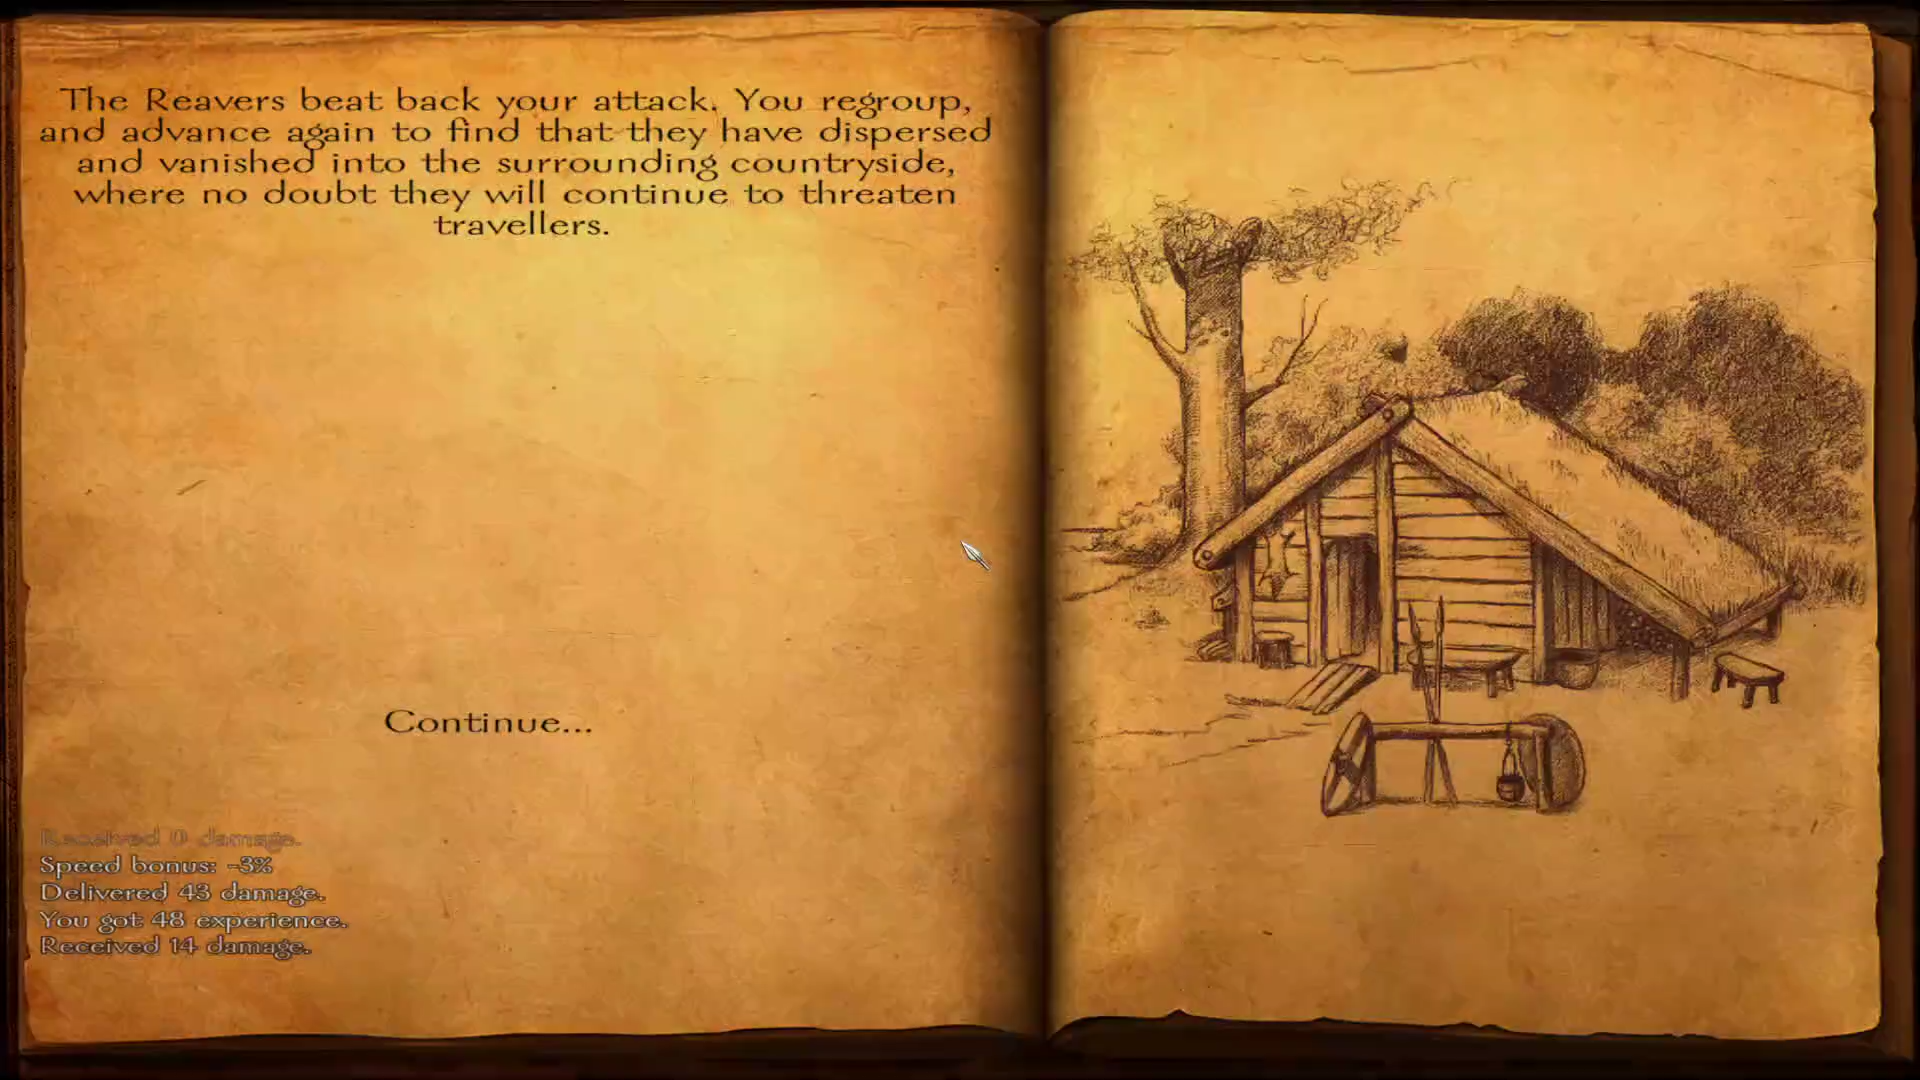 The Reavers beat back your attack. You regroup,
and advance again to find that they have dispersed
and vanished into the surrounding countryside,
where no doubt they will continue to threaten
travellers.
Continue...
Received 0 damage.
Speed bonus: -3%
Delivered 43 damage.
You got 48 experience.
Received 14 damage.